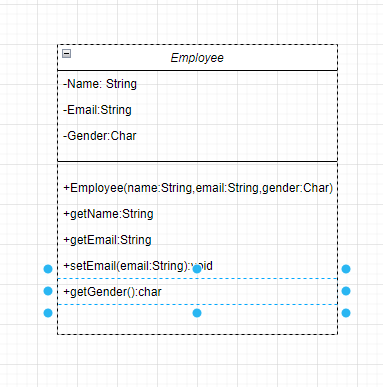 Employee
-Name: String
-Email:String
-Gender:Char
+Employee(name:String,email:String,gender:Char)
+getName:String
+getEmail:String
+setEmail(email:String):void
+getGender():char